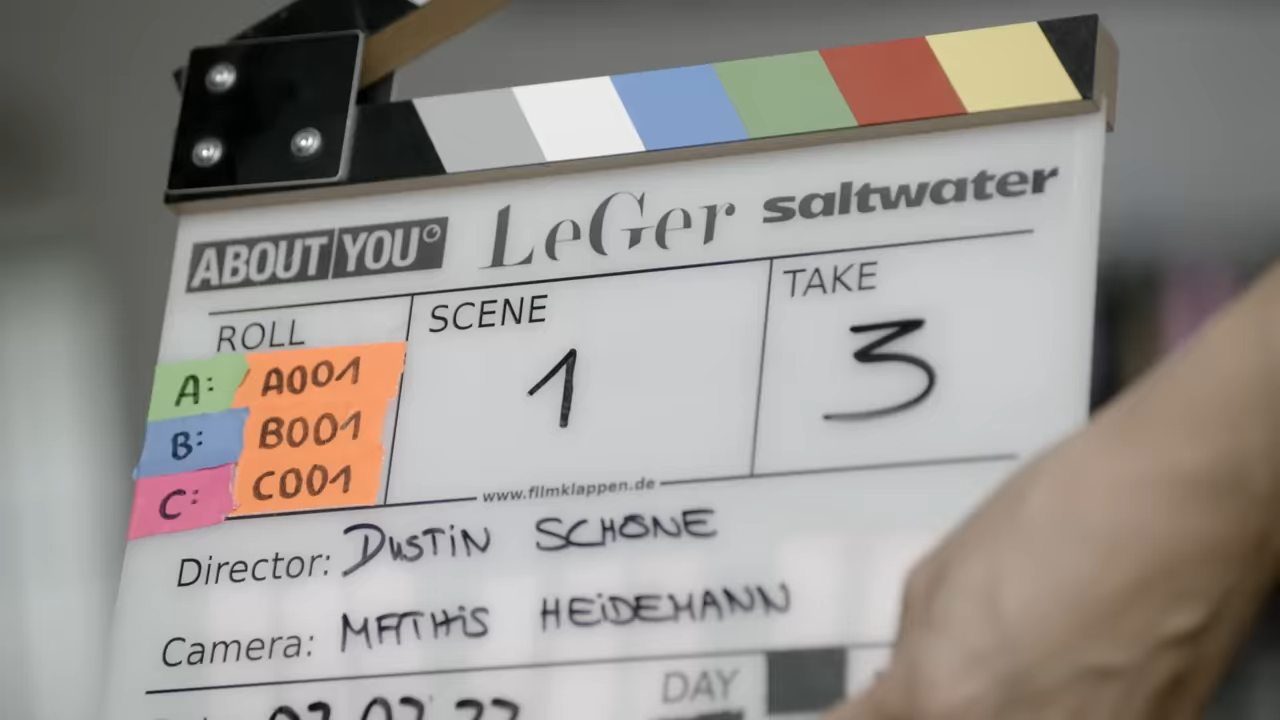 ABOUT YOU° LeGer saltwater
ROLL SCENE TAKE
A: A001
B: B001
C: C001
1 3
www.filmklappen.de
Director: DUSTIN SCHÖNE
Camera: MATHIS HEIDEMANN
DAY